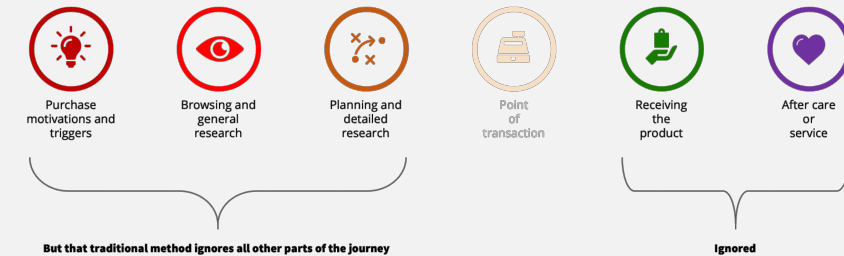 Purchase
motivations and
triggers
Browsing and
general
research
Planning and
detailed
research
Point
of
transaction
Receiving
the
product
After care
or
service
But that traditional method ignores all other parts of the journey
Ignored